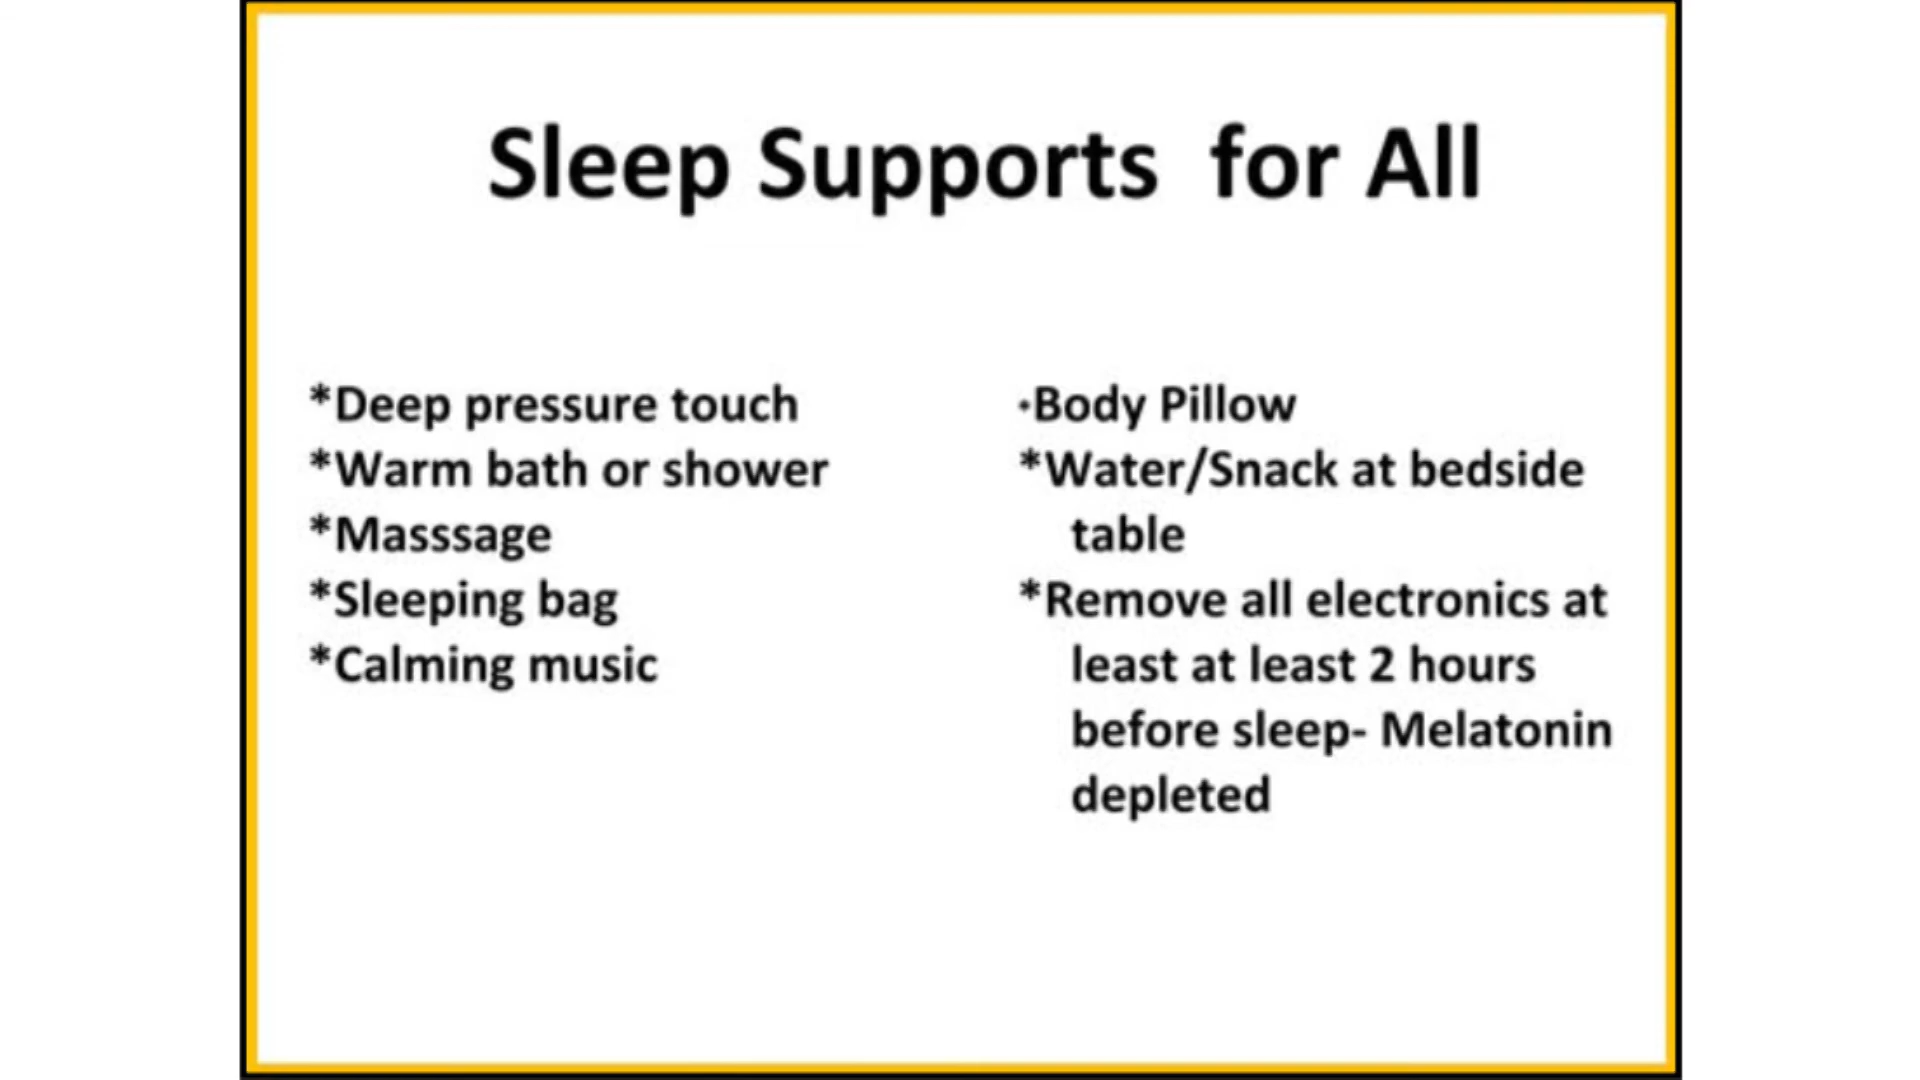 Sleep Supports for All
*Deep pressure touch
*Warm bath or shower
*Masssage
*Sleeping bag
*Calming music
·Body Pillow
*Water/Snack at bedside
table
*Remove all electronics at
least at least 2 hours
before sleep- Melatonin
depleted